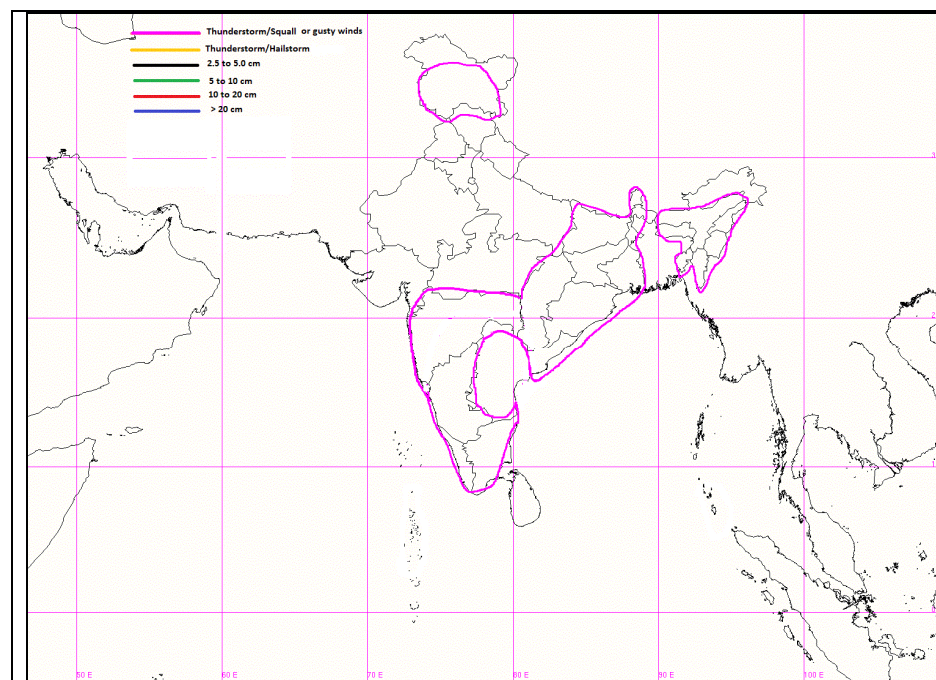 Thunderstorm/Squall or gusty winds
Thunderstorm/Hailstorm
2.5 to 5.0 cm
5 to 10 cm
10 to 20 cm
> 20 cm
50 E
60 E
70 E
80 E
90 E
100 E